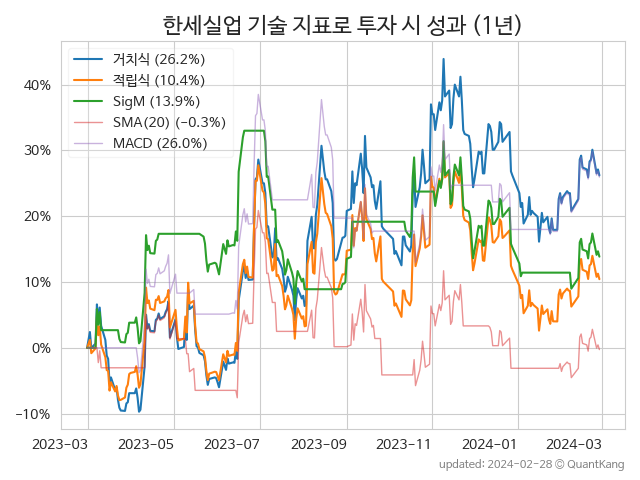 한세실업 기술 지표로 투자 시 성과 (1년)
거치식 (26.2%)
적립식 (10.4%)
SigM (13.9%)
SMA(20) (−0.3%)
MACD (26.0%)
40%
30%
20%
10%
0%
−10%
2023−03 2023−05 2023−07 2023−09 2023−11 2024−01 2024−03
updated: 2024−02−28 © QuantKang